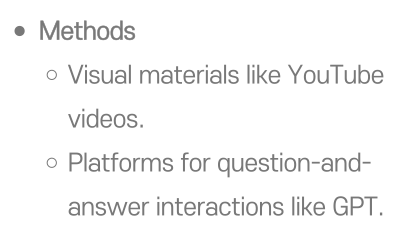 • Methods
○ Visual materials like YouTube
videos.
○ Platforms for question-and-
answer interactions like GPT.